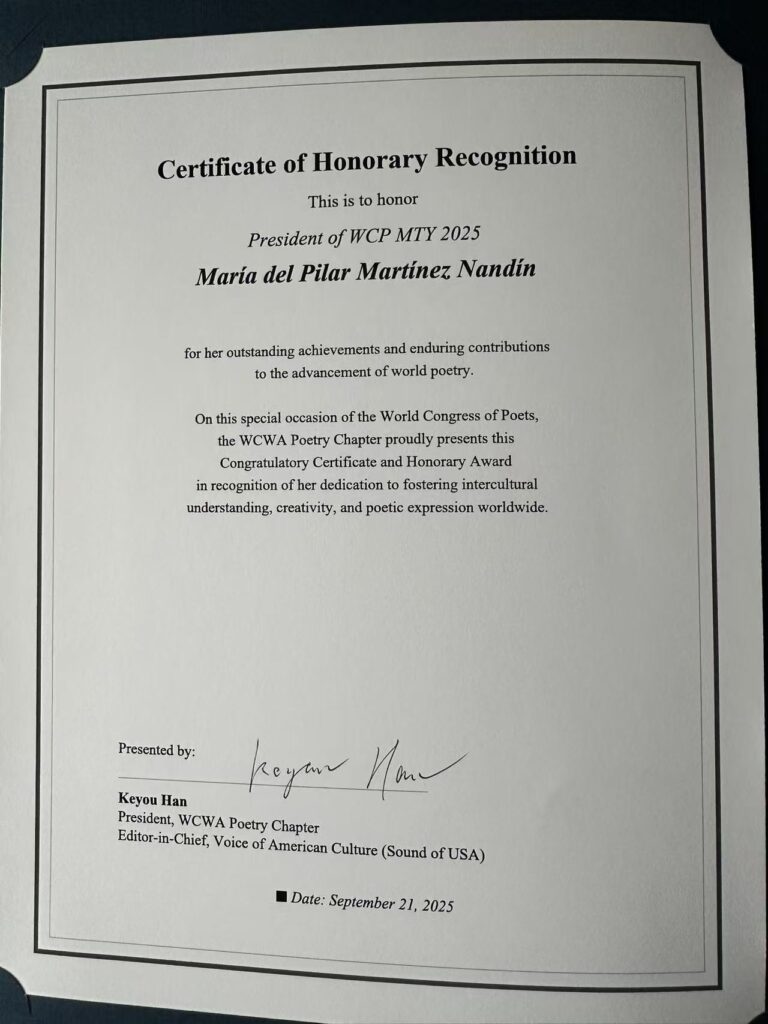 Certificate of Honorary Recognition
This is to honor
President of WCP MTY 2025
María del Pilar Martínez Nandín
for her outstanding achievements and enduring contributions
to the advancement of world poetry.
On this special occasion of the World Congress of Poets,
the WCWA Poetry Chapter proudly presents this
Congratulatory Certificate and Honorary Award
in recognition of her dedication to fostering intercultural
understanding, creativity, and poetic expression worldwide.
Presented by: Keyou Han
Keyou Han
President, WCWA Poetry Chapter
Editor-in-Chief, Voice of American Culture (Sound of USA)
■ Date: September 21, 2025